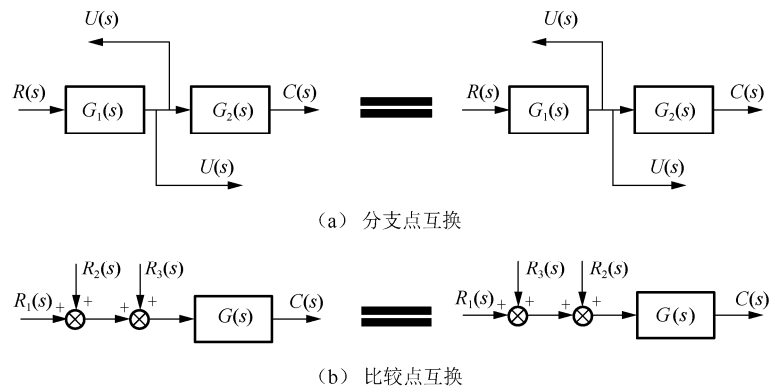 U(s) U(s)
R(s) G₁(s) G₂(s) C(s) R(s) G₁(s) G₂(s) C(s)
U(s) U(s)
（a） 分支点互换
R₂(s) R₃(s) R₃(s) R₂(s)
R₁(s) + + + + G(s) C(s) R₁(s) + + + + G(s) C(s)
（b） 比较点互换